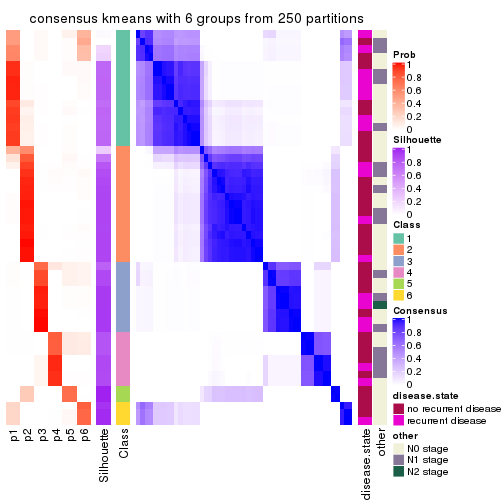 consensus kmeans with 6 groups from 250 partitions
p1
p2
p3
p4
p5
p6
Silhouette
Class
disease.state
other
Prob
1
0.8
0.6
0.4
0.2
0
Silhouette
1
0.8
0.6
0.4
0.2
0
Class
1
2
3
4
5
6
Consensus
1
0.8
0.6
0.4
0.2
0
disease.state
no recurrent disease
recurrent disease
other
N0 stage
N1 stage
N2 stage